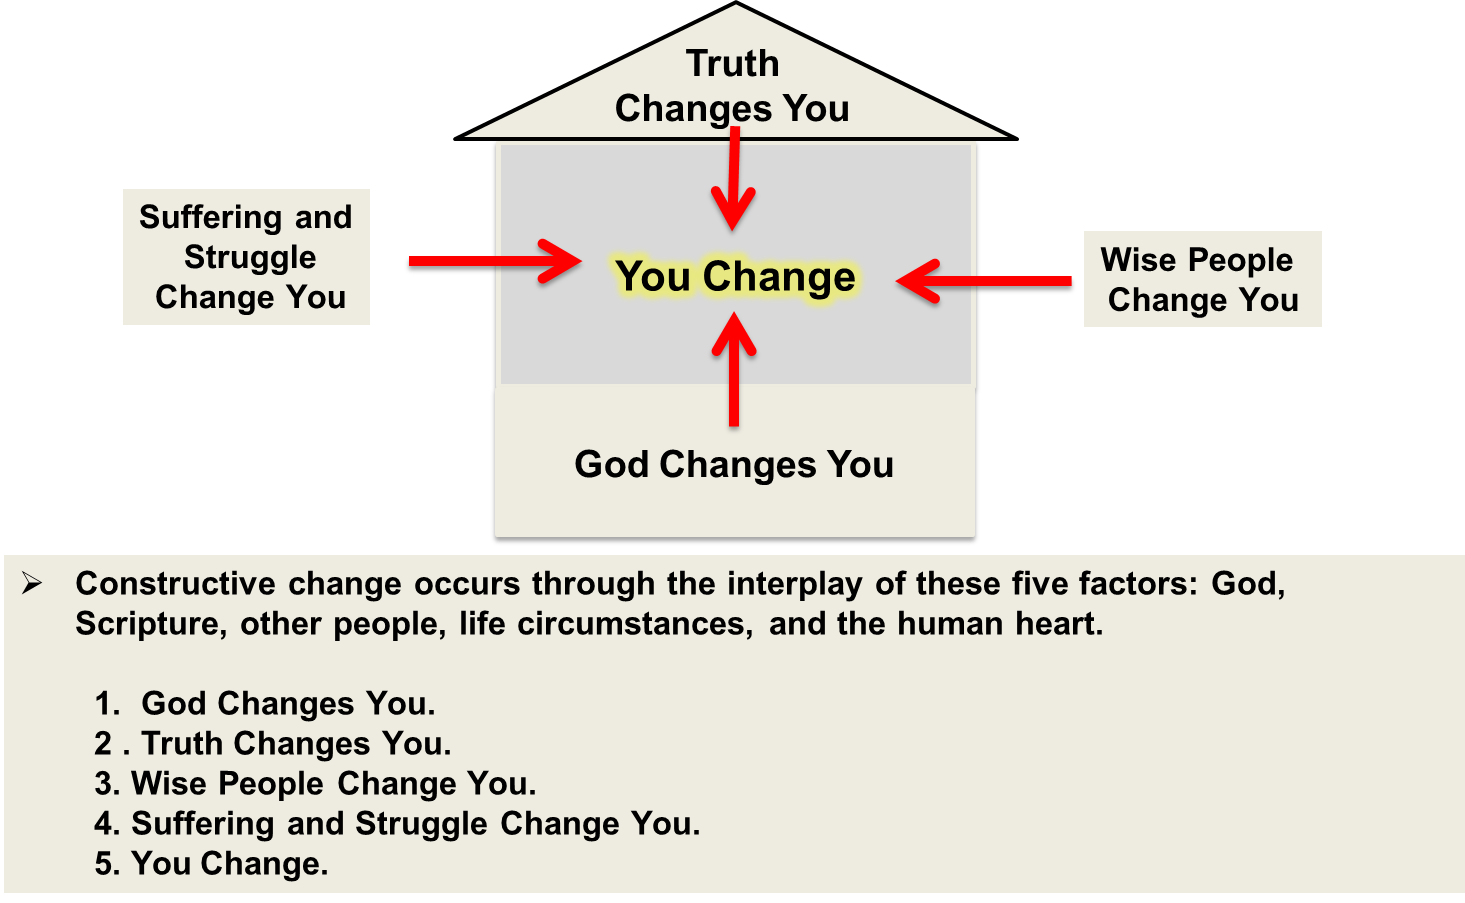 Truth
Changes You
Suffering and
Struggle
Change You
You Change
Wise People
Change You
God Changes You
➢ Constructive change occurs through the interplay of these five factors: God,
Scripture, other people, life circumstances, and the human heart.
1. God Changes You.
2 . Truth Changes You.
3. Wise People Change You.
4. Suffering and Struggle Change You.
5. You Change.